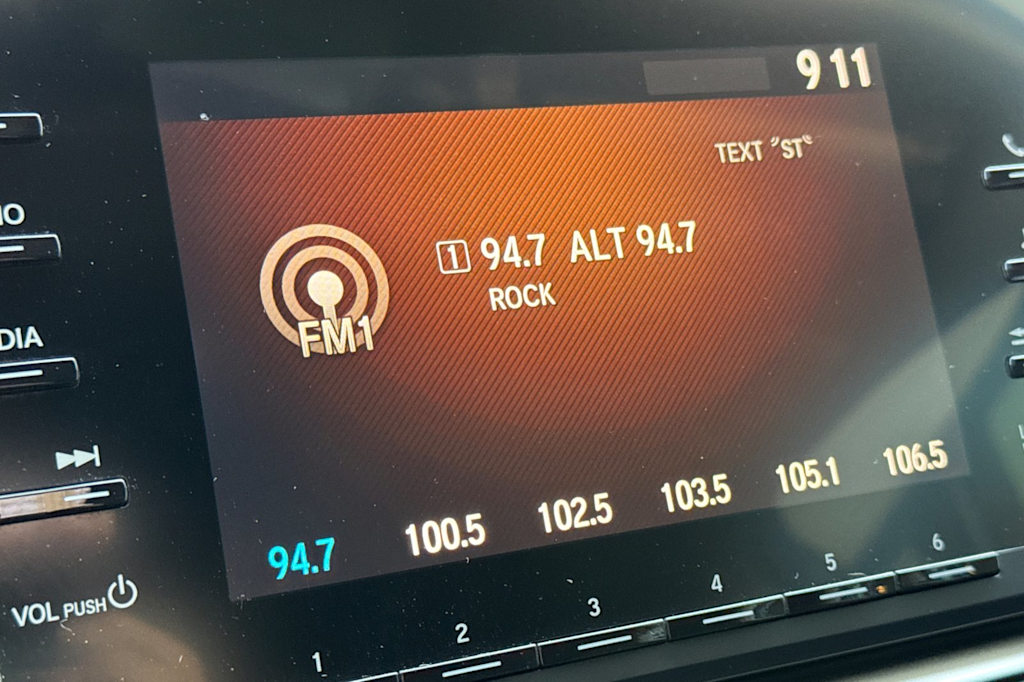 9 11
TEXT "ST"
1 94.7 ALT 94.7
ROCK
FM1
94.7 100.5 102.5 103.5 105.1 106.5
VOL PUSH
1 2 3 4 5 6